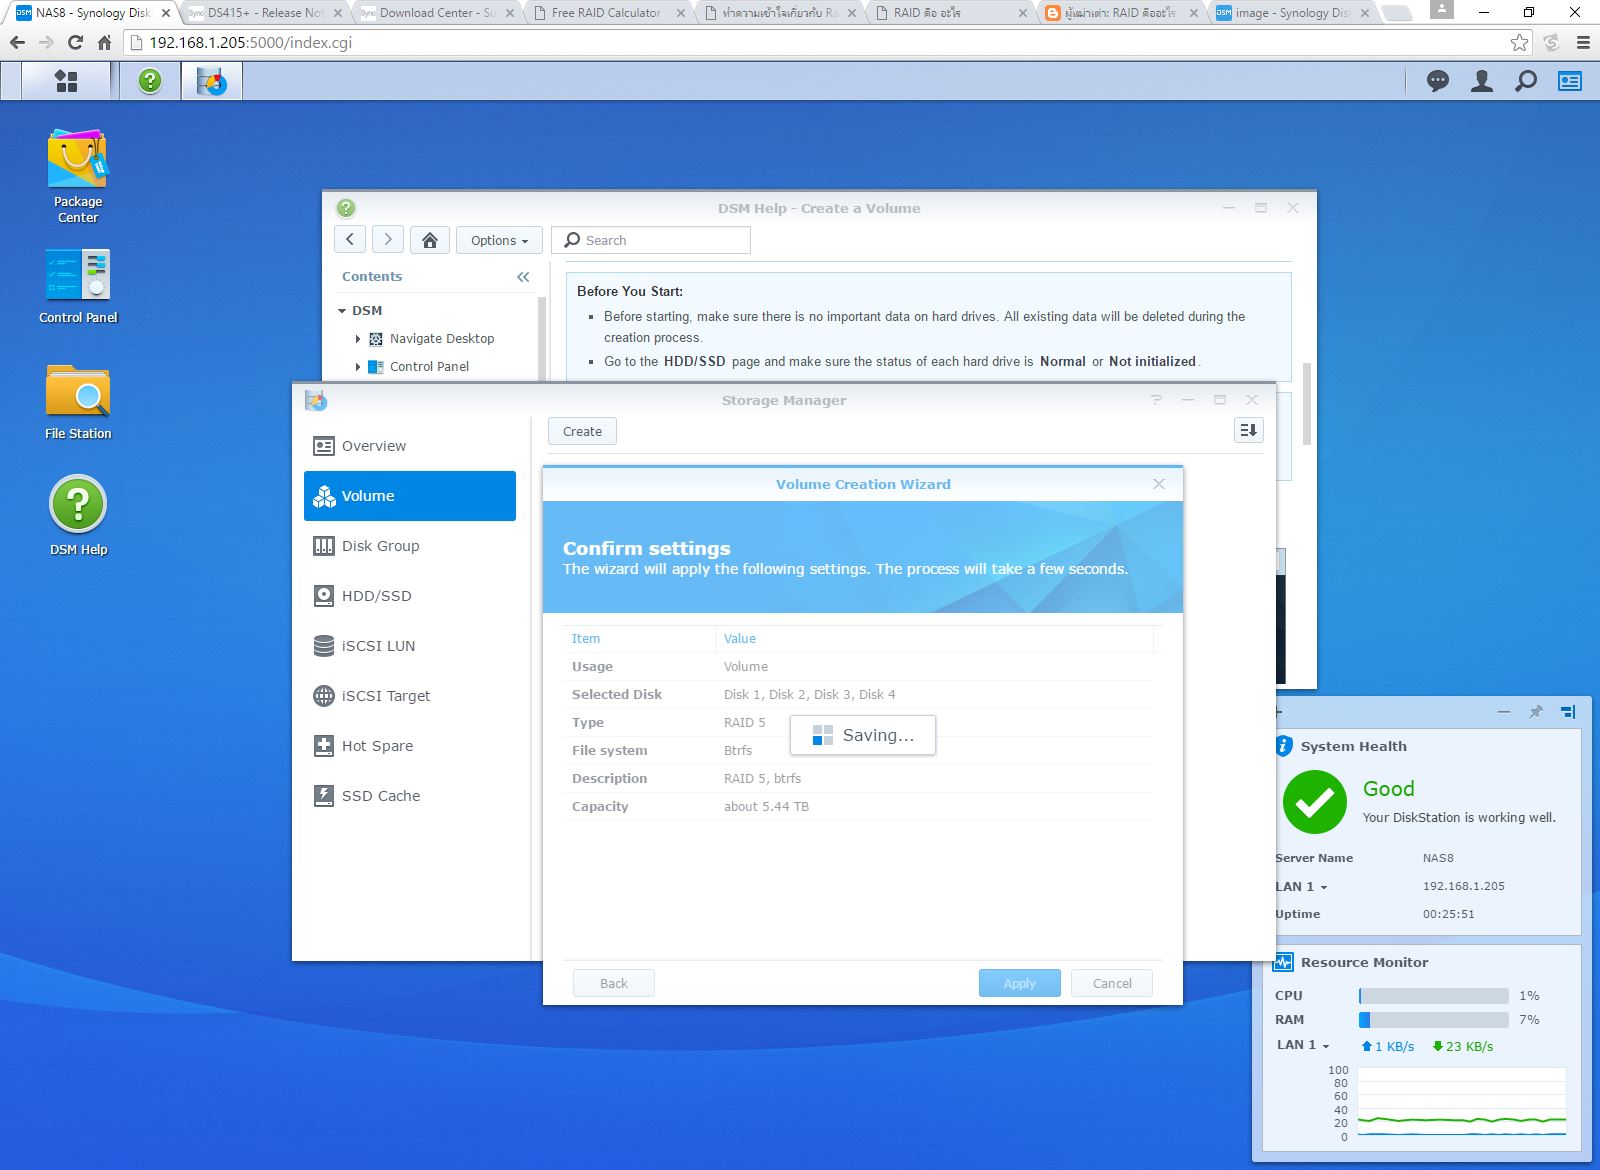 NAS8 - Synology Disk
DS415+ - Release Not
Download Center - Su
Free RAID Calculator -
ทำความเข้าใจเกี่ยวกับ Ra
RAID คือ อะไร
ผู้เฒ่าเต่า: RAID คืออะไร
image - Synology Dis
192.168.1.205:5000/index.cgi
Package
Center
Control Panel
File Station
DSM Help
DSM Help - Create a Volume
Options
Search
Contents
DSM
Navigate Desktop
Control Panel
Before You Start:
Before starting, make sure there is no important data on hard drives. All existing data will be deleted during the
creation process.
Go to the HDD/SSD page and make sure the status of each hard drive is Normal or Not initialized.
Storage Manager
Overview
Volume
Disk Group
HDD/SSD
iSCSI LUN
iSCSI Target
Hot Spare
SSD Cache
Create
Volume Creation Wizard
Confirm settings
The wizard will apply the following settings. The process will take a few seconds.
Item Value
Usage Volume
Selected Disk Disk 1, Disk 2, Disk 3, Disk 4
Type RAID 5
Saving...
File system Btrfs
Description RAID 5, btrfs
Capacity about 5.44 TB
Back Apply Cancel
System Health
Good
Your DiskStation is working well.
Server Name NAS8
LAN 1 192.168.1.205
Uptime 00:25:51
Resource Monitor
CPU 1%
RAM 7%
LAN 1 1 KB/s 23 KB/s
100
80
60
40
20
0